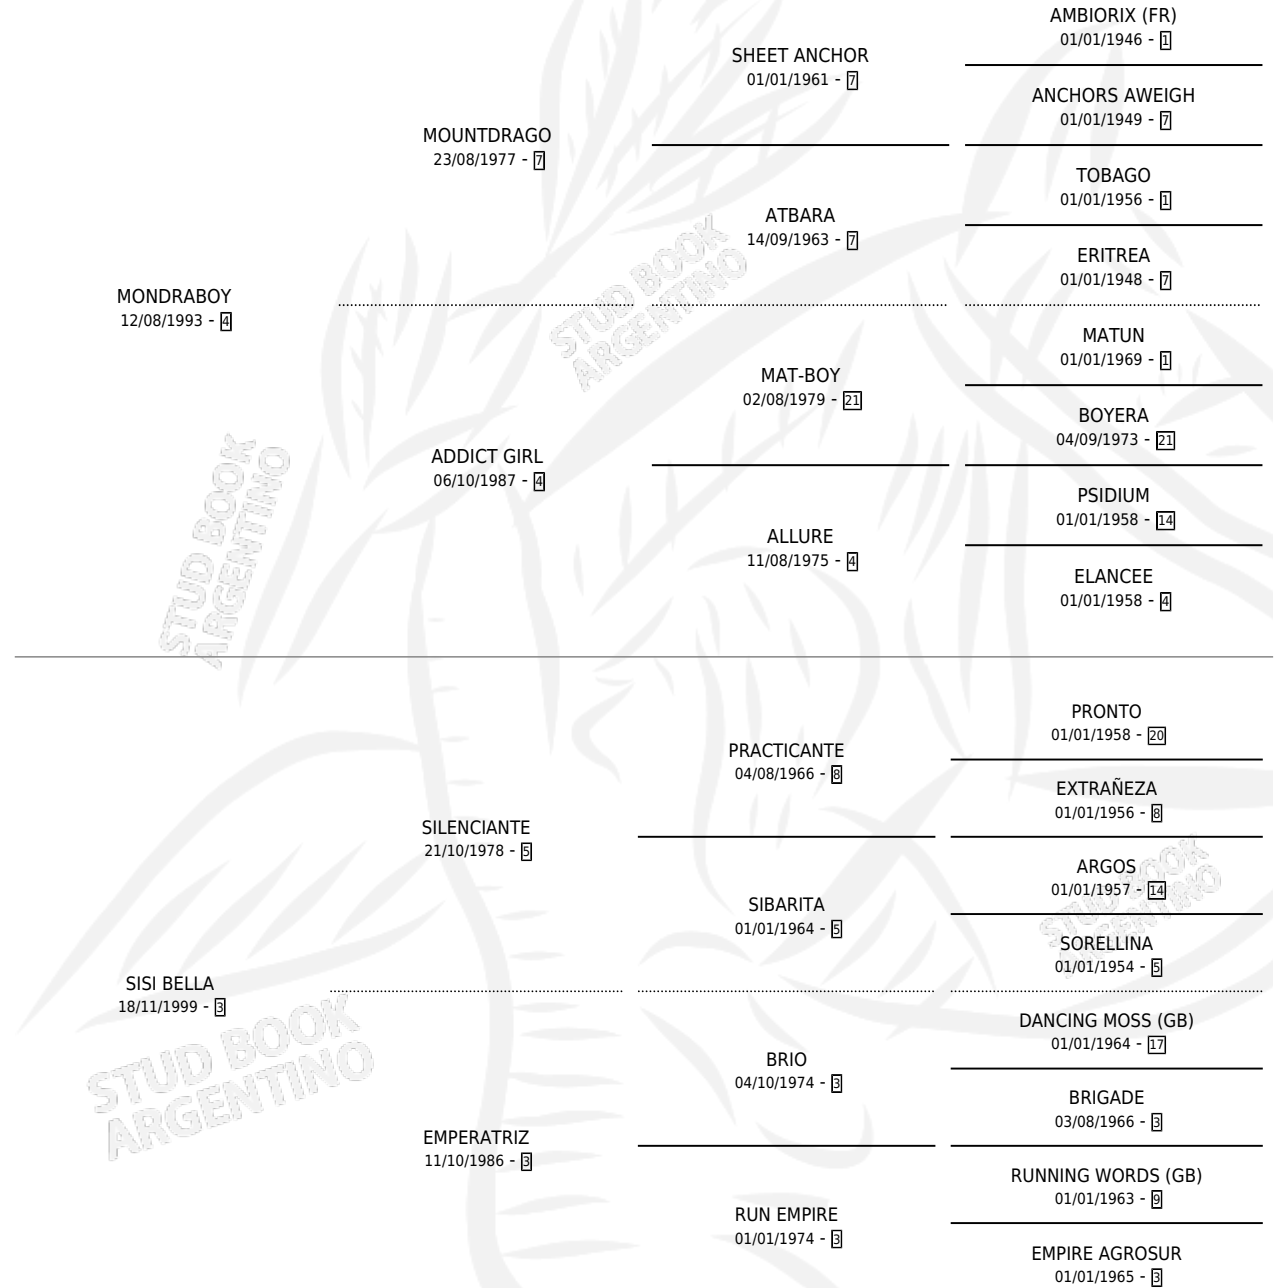 AMBIORIX (FR)
01/01/1946 - 1
SHEET ANCHOR
01/01/1961 - 7
ANCHORS AWEIGH
01/01/1949 - 7
MOUNTDRAGO
23/08/1977 - 7
TOBAGO
01/01/1956 - 1
ATBARA
14/09/1963 - 7
ERITREA
01/01/1948 - 7
MONDRABOY
12/08/1993 - 4
MATUN
01/01/1969 - 1
MAT-BOY
02/08/1979 - 21
BOYERA
04/09/1973 - 21
ADDICT GIRL
06/10/1987 - 4
PSIDIUM
01/01/1958 - 14
ALLURE
11/08/1975 - 4
ELANCEE
01/01/1958 - 4
PRONTO
01/01/1958 - 20
PRACTICANTE
04/08/1966 - 8
EXTRAÑEZA
01/01/1956 - 8
SILENCIANTE
21/10/1978 - 5
ARGOS
01/01/1957 - 14
SIBARITA
01/01/1964 - 5
SORELLINA
01/01/1954 - 5
SISI BELLA
18/11/1999 - 3
DANCING MOSS (GB)
01/01/1964 - 17
BRIO
04/10/1974 - 3
BRIGADE
03/08/1966 - 3
EMPERATRIZ
11/10/1986 - 3
RUNNING WORDS (GB)
01/01/1963 - 9
RUN EMPIRE
01/01/1974 - 3
EMPIRE AGROSUR
01/01/1965 - 3
STUD BOOK
ARGENTINO
STUD BOOK
ARGENTINO
STUD BOOK
ARGENTINO
STUD BOOK
ARGENTINO